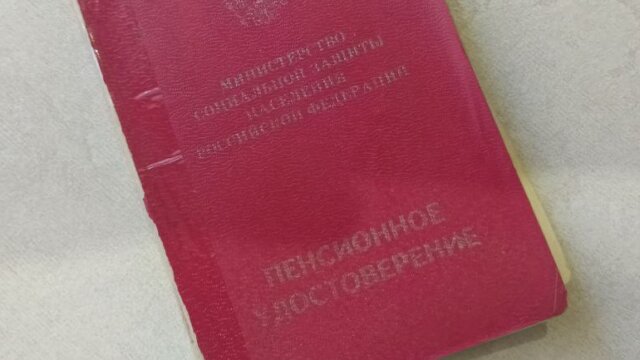 МИНИСТЕРСТВО
СОЦИАЛЬНОЙ ЗАЩИТЫ
НАСЕЛЕНИЯ
РОССИЙСКОЙ ФЕДЕРАЦИИ
ПЕНСИОННОЕ
УДОСТОВЕРЕНИЕ